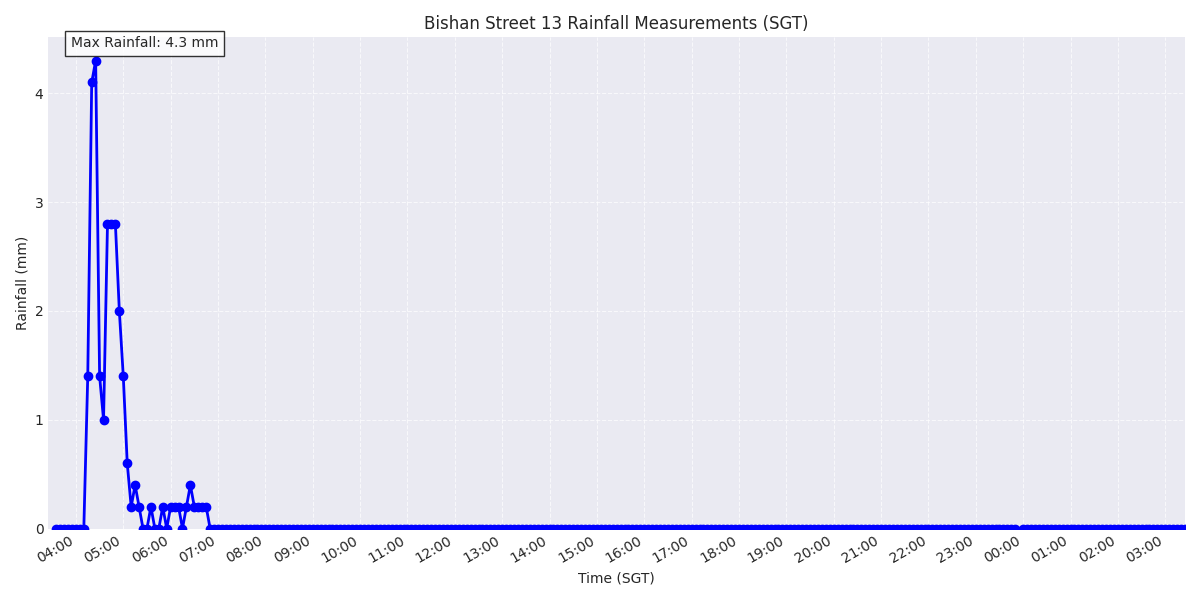 Bishan Street 13 Rainfall Measurements (SGT)
Max Rainfall: 4.3 mm
4
3
2
1
0
Rainfall (mm)
04:00 05:00 06:00 07:00 08:00 09:00 10:00 11:00 12:00 13:00 14:00 15:00 16:00 17:00 18:00 19:00 20:00 21:00 22:00 23:00 00:00 01:00 02:00 03:00
Time (SGT)